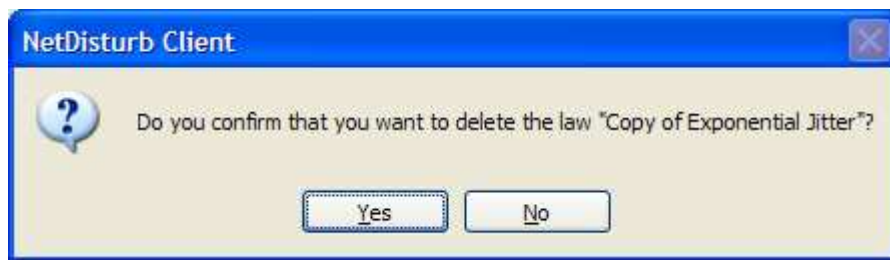 NetDisturb Client
Do you confirm that you want to delete the law "Copy of Exponential Jitter"?
Yes No